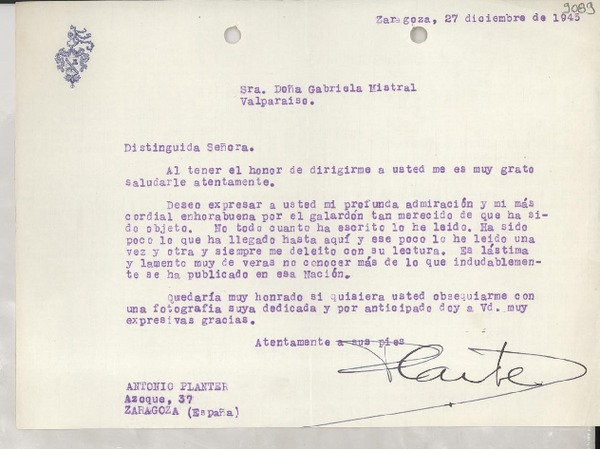 9089
Zaragoza, 27 diciembre de 1945
Sra. Doña Gabriela Mistral
Valparaiso.
Distinguida Señora.
Al tener el honor de dirigirme a usted me es muy grato
saludarle atentamente.
Deseo expresar a usted mi profunda admiración y mi más
cordial enhorabuena por el galardón tan merecido de que ha si-
do objeto. No todo cuanto ha escrito lo he leido. Ha sido
poco lo que ha llegado hasta aquí y ese poco lo he leido una
vez y otra y siempre me deleito con su lectura. Es lástima
y lamento muy de veras no conocer más de lo que indudablemen-
te se ha publicado en esa Nación.
Quedaría muy honrado si quisiera usted obsequiarme con
una fotografia suya dedicada y por anticipado doy a Vd. muy
expresivas gracias.
Atentamente a sus pies
Planter
ANTONIO PLANTER
Azoque, 37
ZARAGOZA (España)